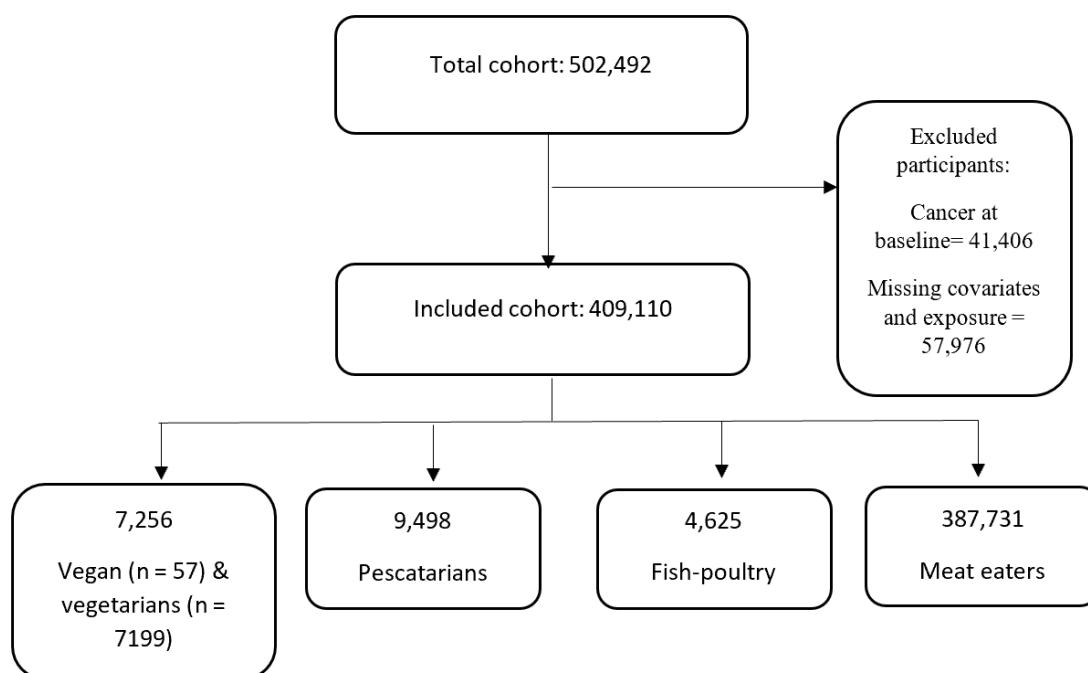 Total cohort: 502,492
Excluded
participants:
Cancer at
baseline= 41,406
Missing covariates
and exposure =
57,976
Included cohort: 409,110
7,256
Vegan (n = 57) &
vegetarians (n =
7199)
9,498
Pescatarians
4,625
Fish-poultry
387,731
Meat eaters